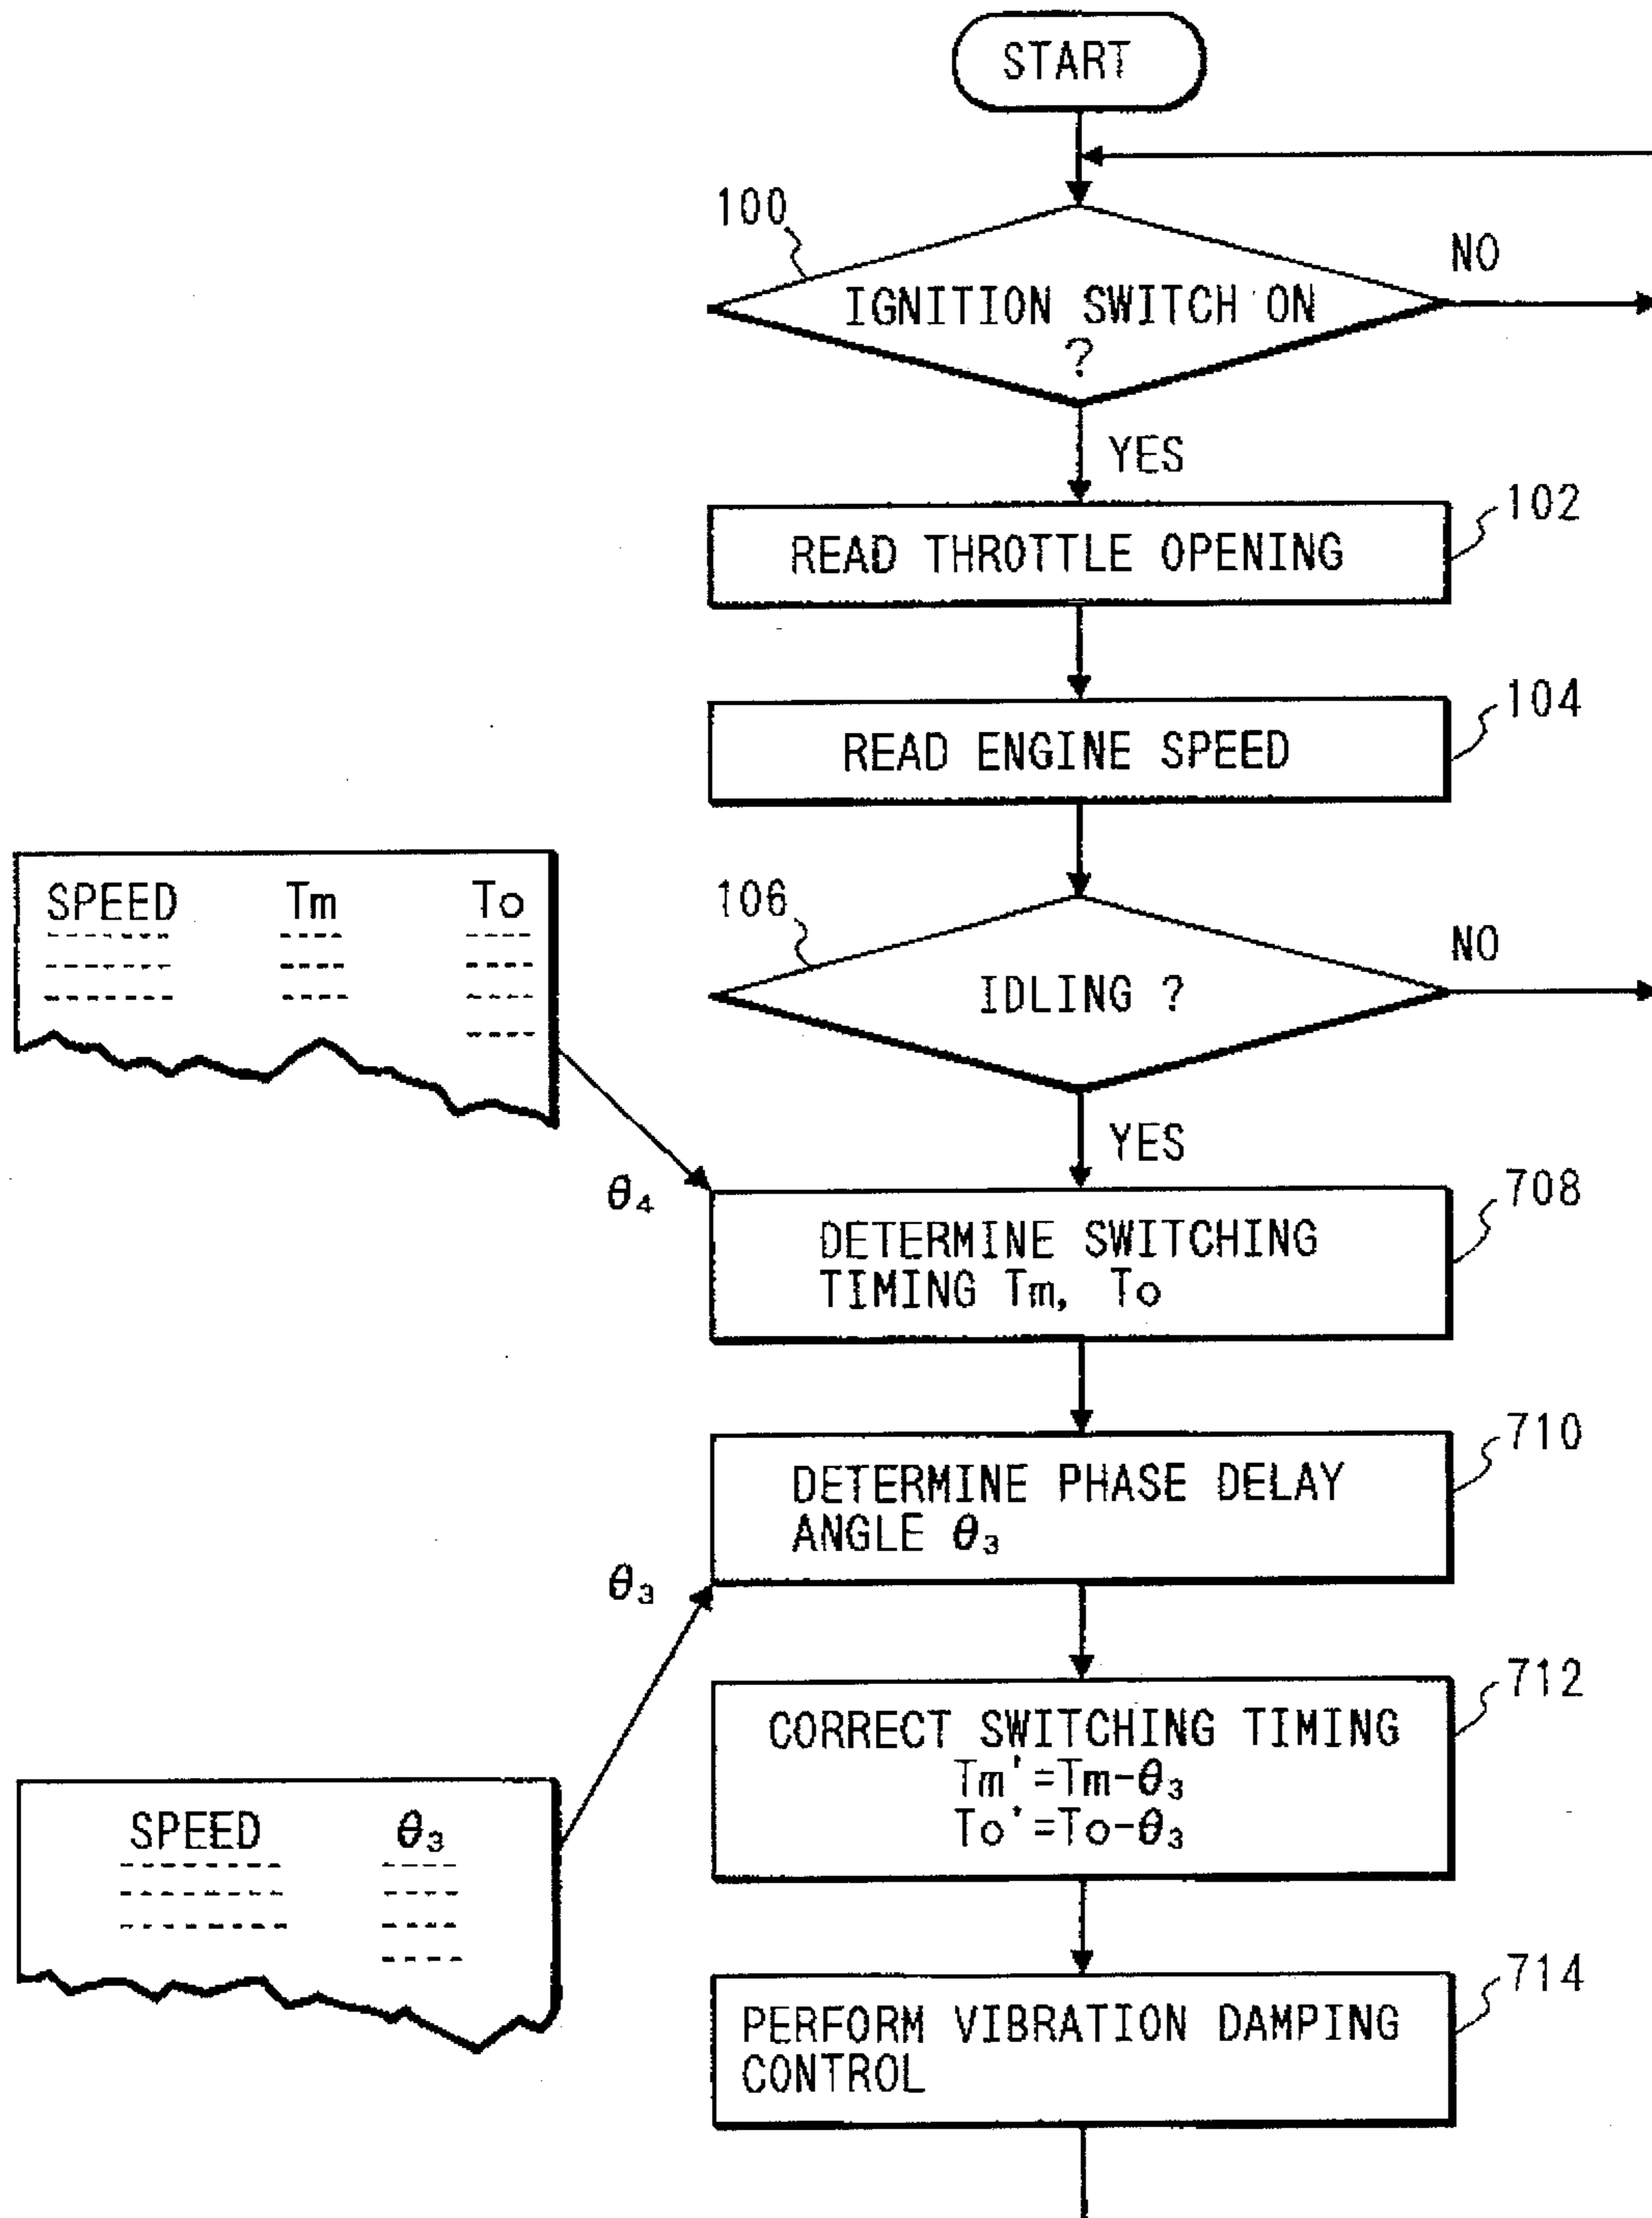 START
100
IGNITION SWITCH ON
?
NO
YES
102
READ THROTTLE OPENING
104
READ ENGINE SPEED
SPEED Tm To
106
IDLING ?
NO
YES
θ₄
708
DETERMINE SWITCHING
TIMING Tm, To
710
DETERMINE PHASE DELAY
ANGLE θ₃
θ₃
712
CORRECT SWITCHING TIMING
Tm'=Tm-θ₃
To'=To-θ₃
SPEED θ₃
714
PERFORM VIBRATION DAMPING
CONTROL